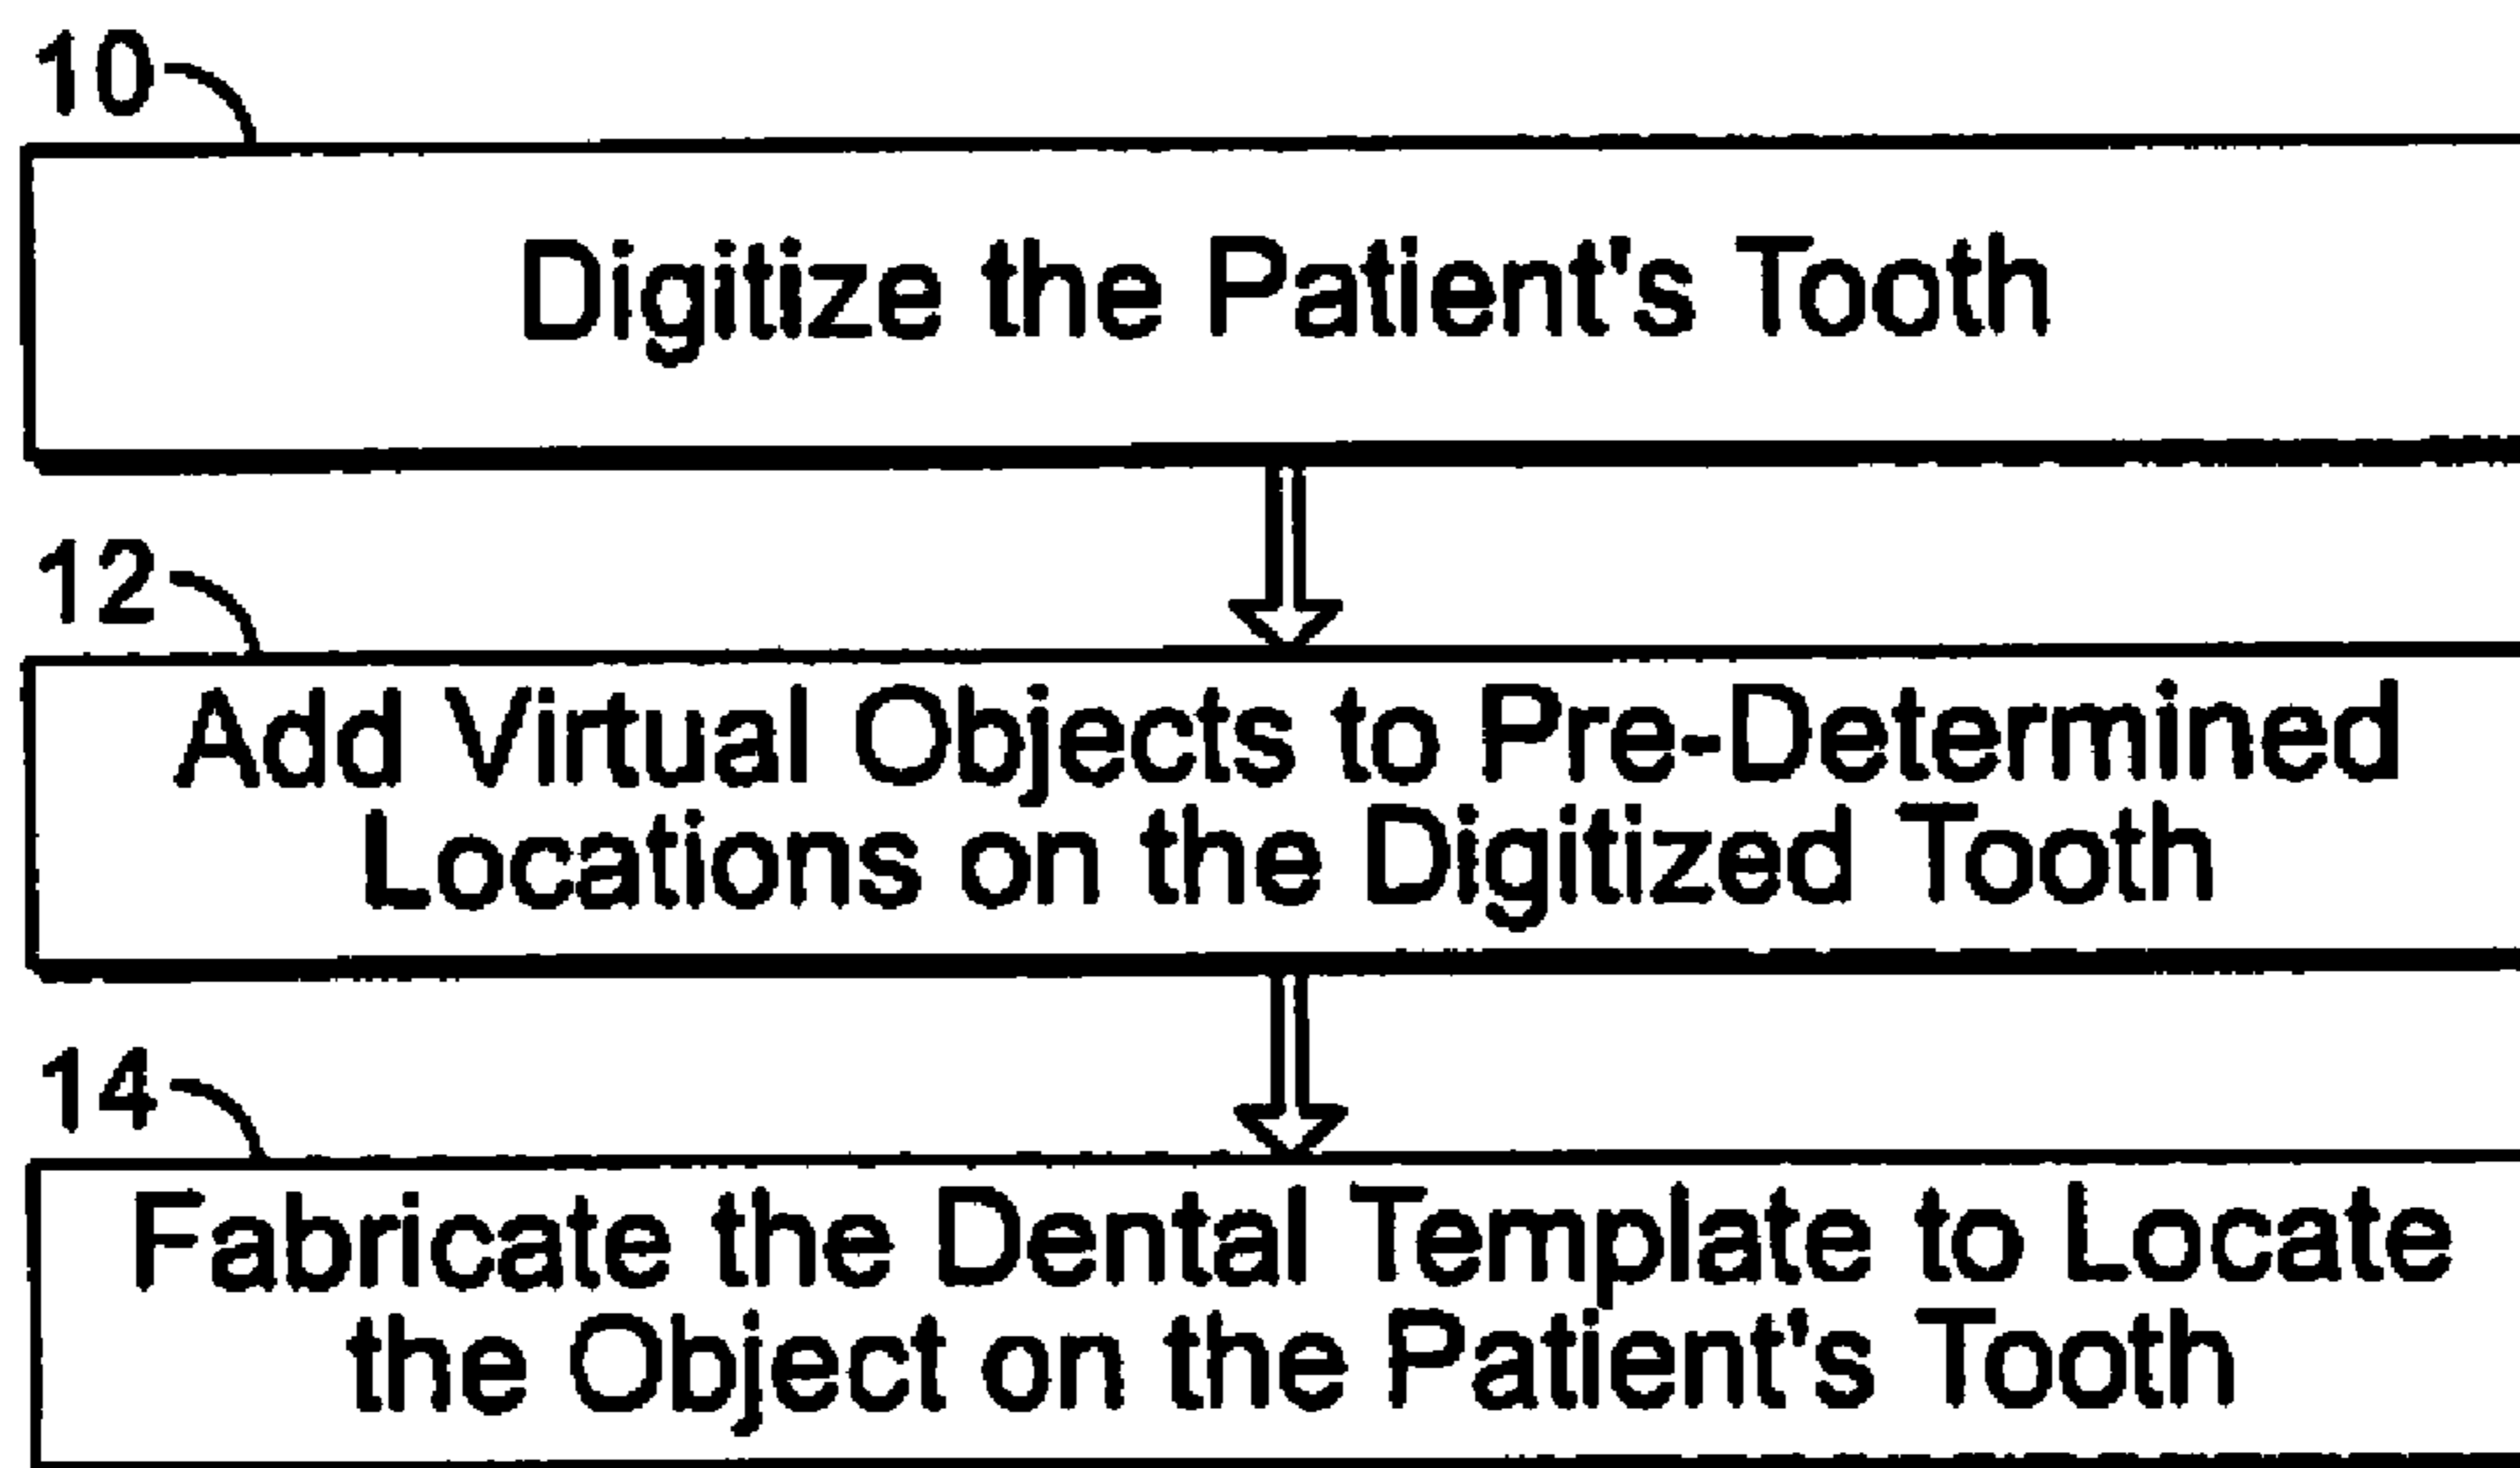 10
Digitize the Patient's Tooth
12
Add Virtual Objects to Pre-Determined
Locations on the Digitized Tooth
14
Fabricate the Dental Template to Locate
the Object on the Patient's Tooth